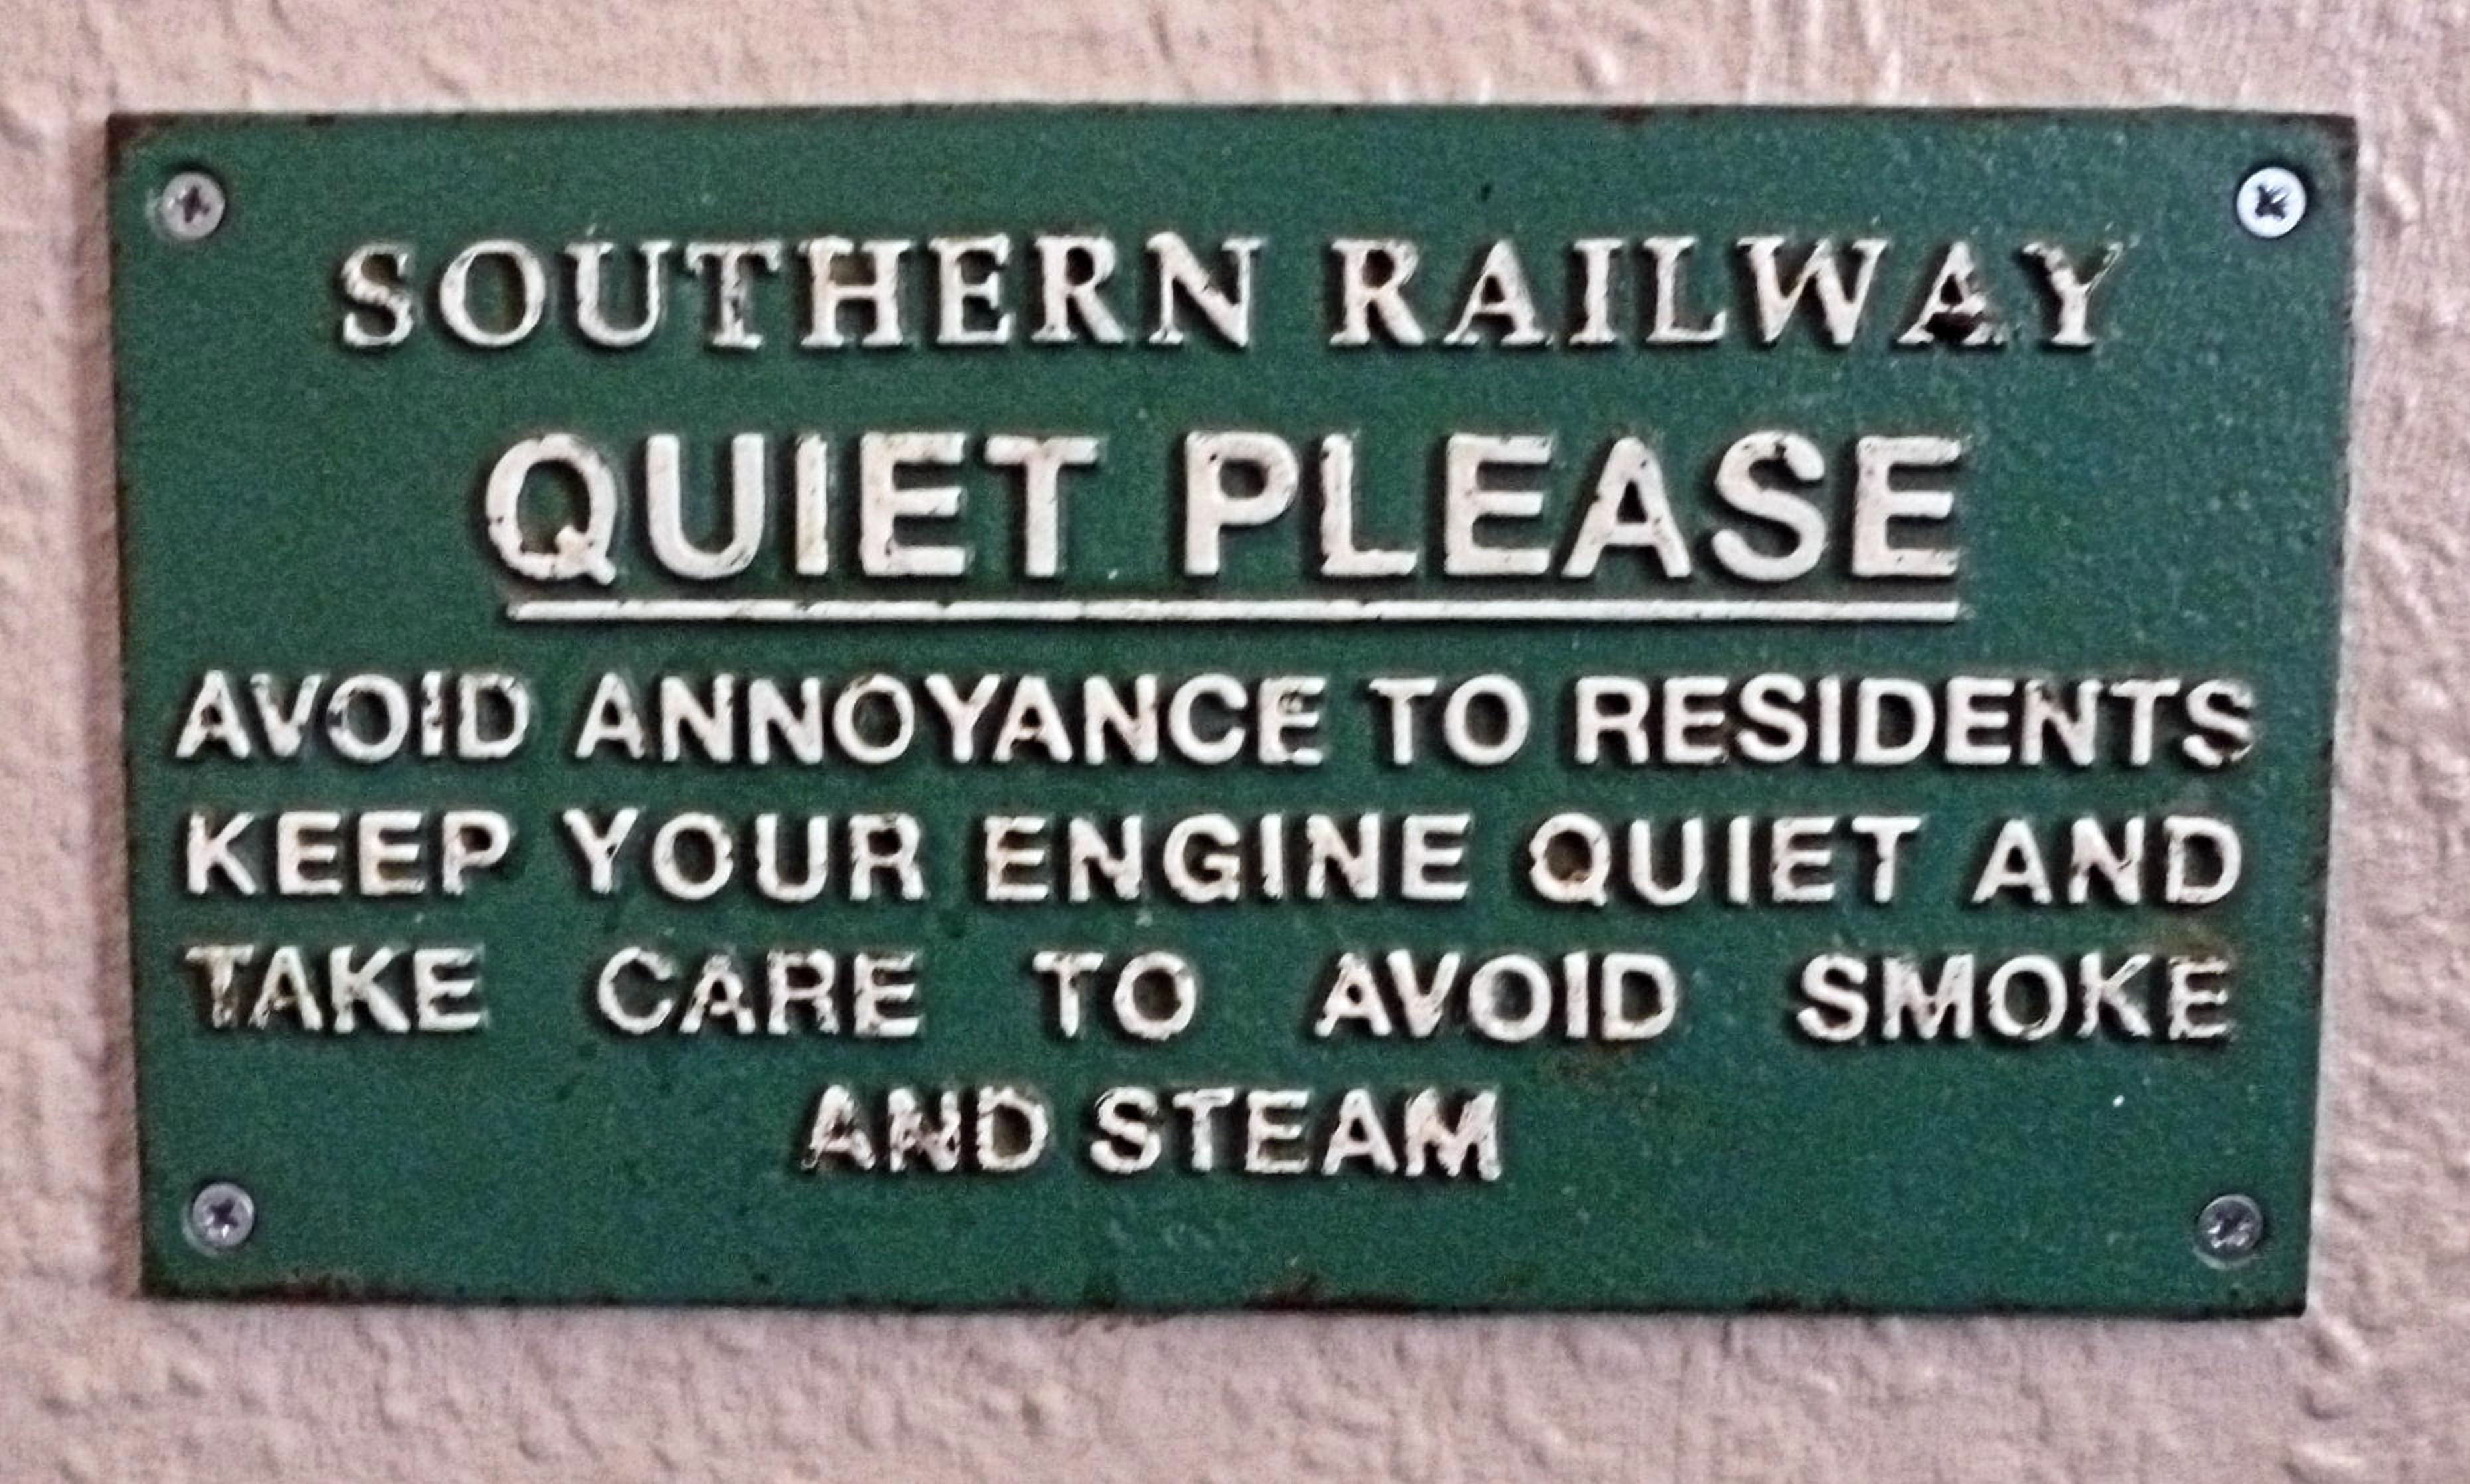 SOUTHERN RAILWAY
QUIET PLEASE
AVOID ANNOYANCE TO RESIDENTS
KEEP YOUR ENGINE QUIET AND
TAKE CARE TO AVOID SMOKE
AND STEAM